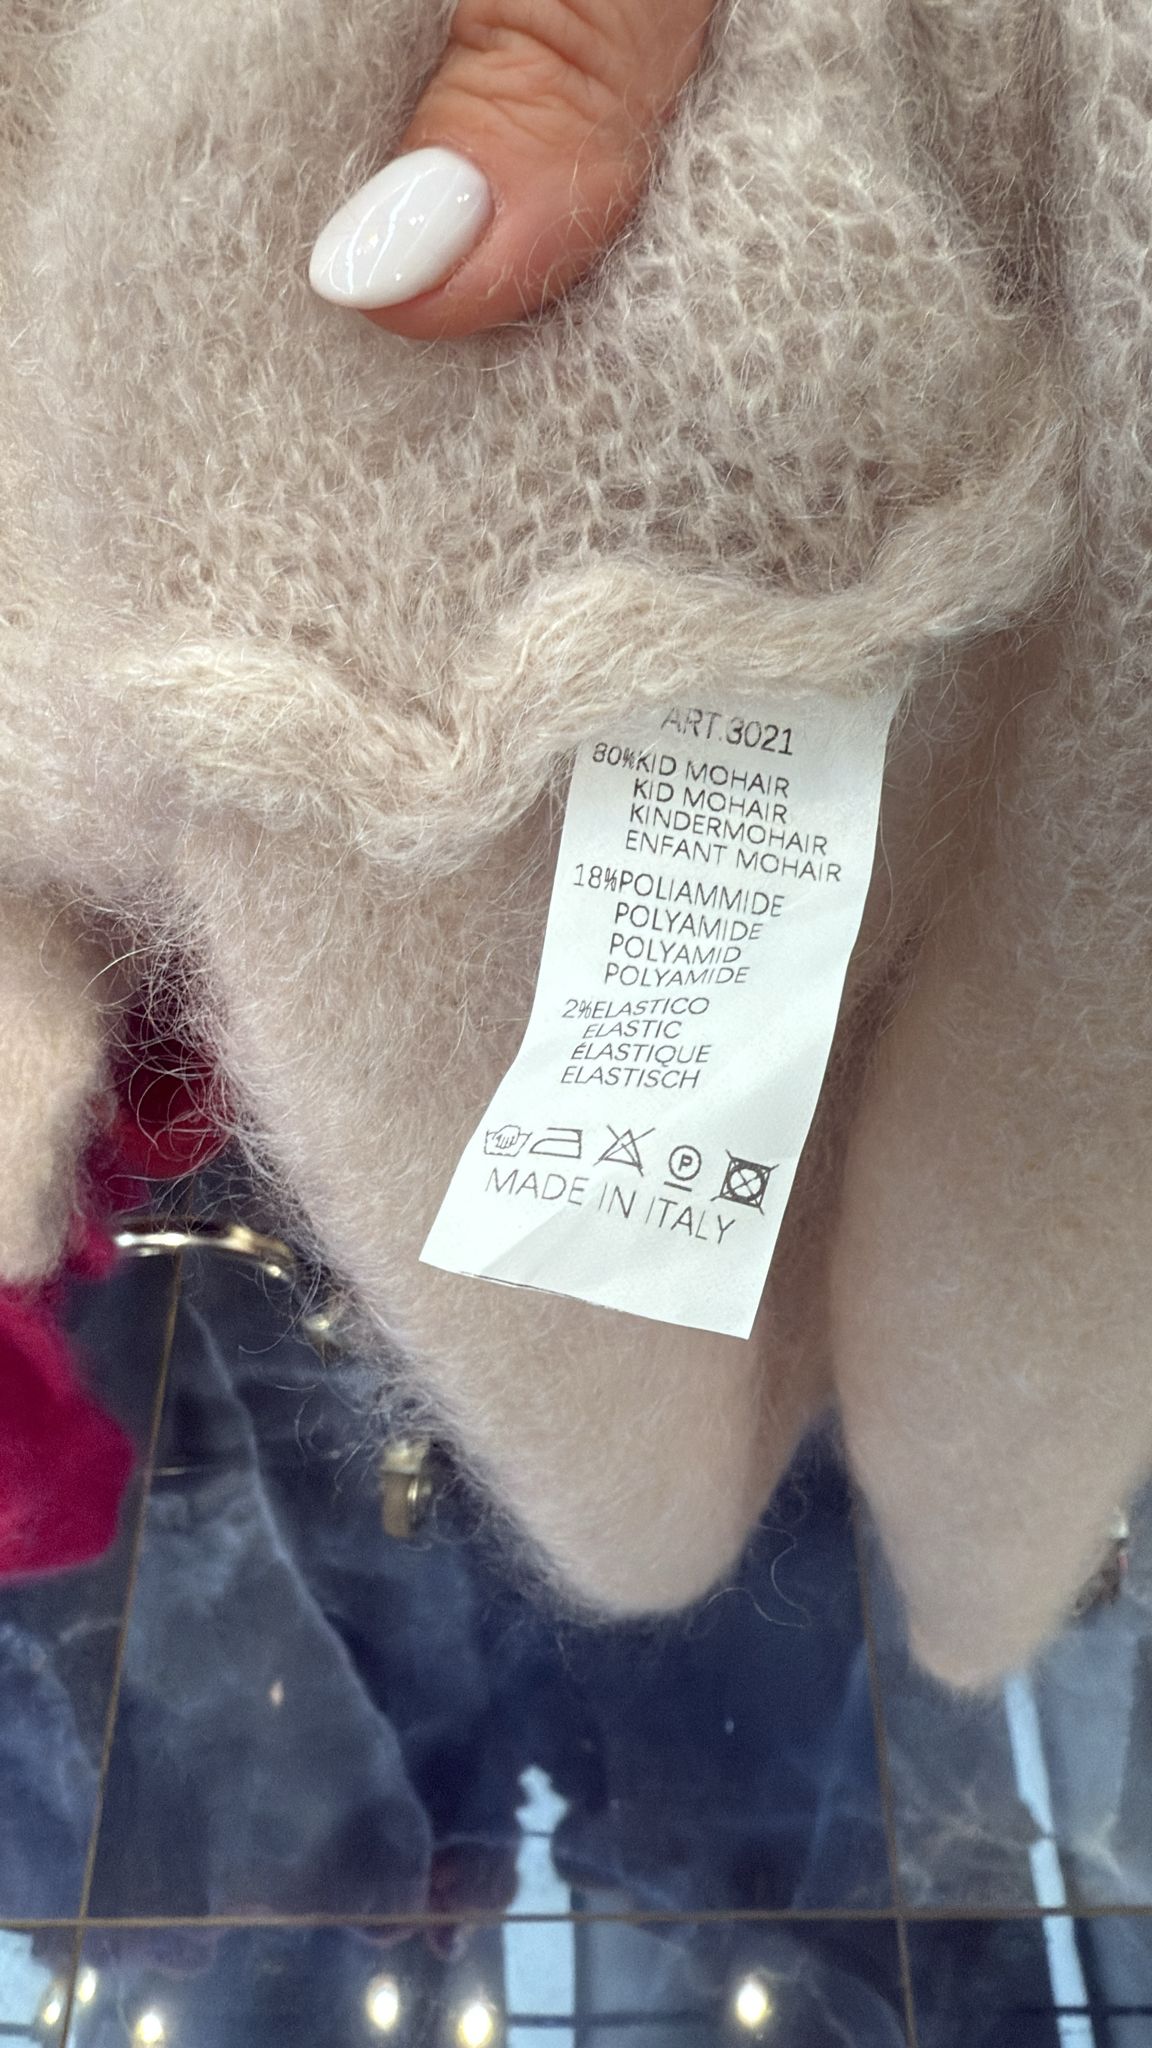 ART.3021
80%KID MOHAIR
KID MOHAIR
KINDERMOHAIR
ENFANT MOHAIR
18%POLIAMMIDE
POLYAMIDE
POLYAMID
POLYAMIDE
2%ELASTICO
ELASTIC
ÉLASTIQUE
ELASTISCH
P
MADE IN ITALY